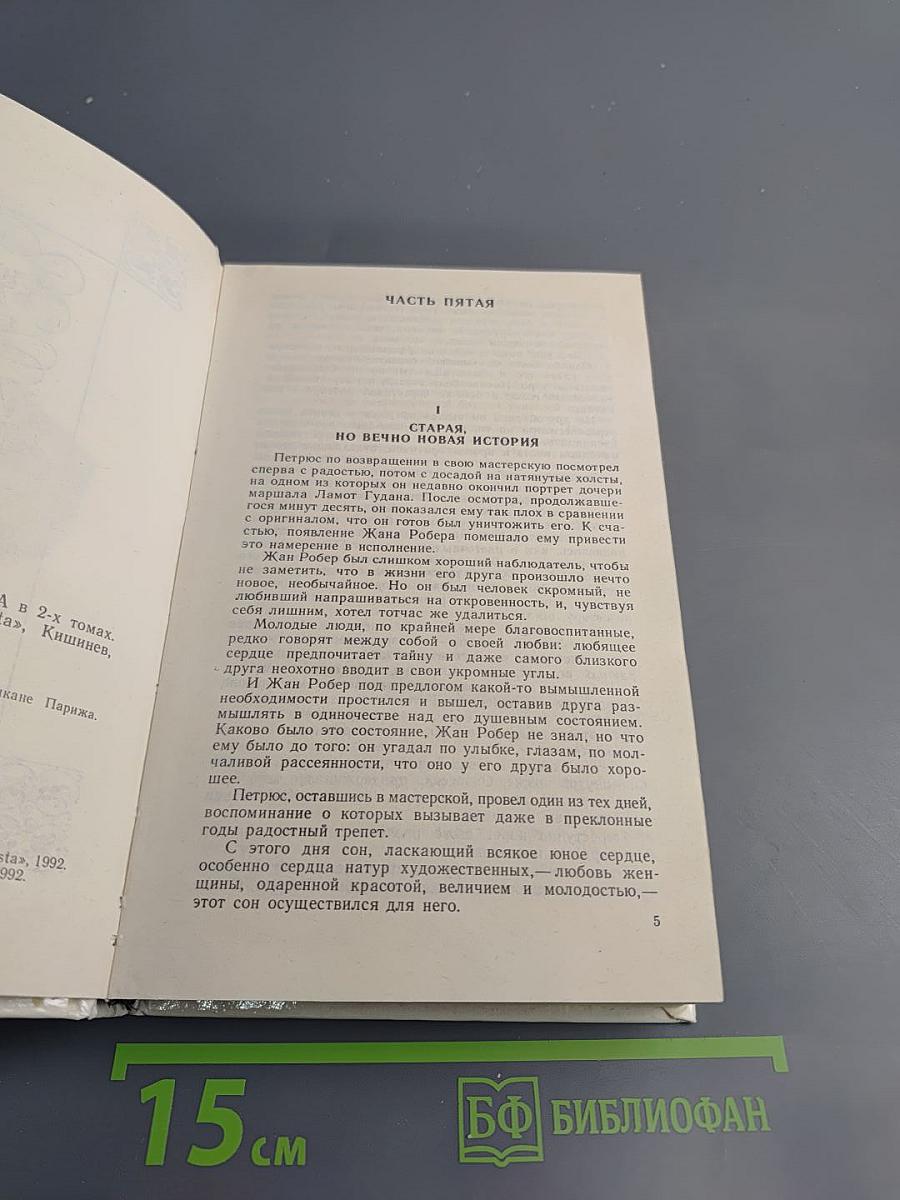 А в 2-х томах.
sta», Кишинев,
икане Парижа.
sta», 1992.
1992.
ЧАСТЬ ПЯТАЯ
I
СТАРАЯ,
НО ВЕЧНО НОВАЯ ИСТОРИЯ
Петрюс по возвращении в свою мастерскую посмотрел
сперва с радостью, потом с досадой на натянутые холсты,
на одном из которых он недавно окончил портрет дочери
маршала Ламот Гудана. После осмотра, продолжавше-
гося минут десять, он показался ему так плох в сравнении
с оригиналом, что он готов был уничтожить его. К сча-
стью, появление Жана Робера помешало ему привести
это намерение в исполнение.
Жан Робер был слишком хороший наблюдатель, чтобы
не заметить, что в жизни его друга произошло нечто
новое, необычайное. Но он был человек скромный, не
любивший напрашиваться на откровенность, и, чувствуя
себя лишним, хотел тотчас же удалиться.
Молодые люди, по крайней мере благовоспитанные,
редко говорят между собой о своей любви: любящее
сердце предпочитает тайну и даже самого близкого
друга неохотно вводит в свои укромные углы.
И Жан Робер под предлогом какой-то вымышленной
необходимости простился и вышел, оставив друга раз-
мышлять в одиночестве над его душевным состоянием.
Каково было это состояние, Жан Робер не знал, но что
ему было до того: он угадал по улыбке, глазам, по мол-
чаливой рассеянности, что оно у его друга было хоро-
шее.
Петрюс, оставшись в мастерской, провел один из тех дней,
воспоминание о которых вызывает даже в преклонные
годы радостный трепет.
С этого дня сон, ласкающий всякое юное сердце,
особенно сердца натур художественных,— любовь жен-
щины, одаренной красотой, величием и молодостью,—
этот сон осуществился для него.
5
15 см
БФ БИБЛИОФАН